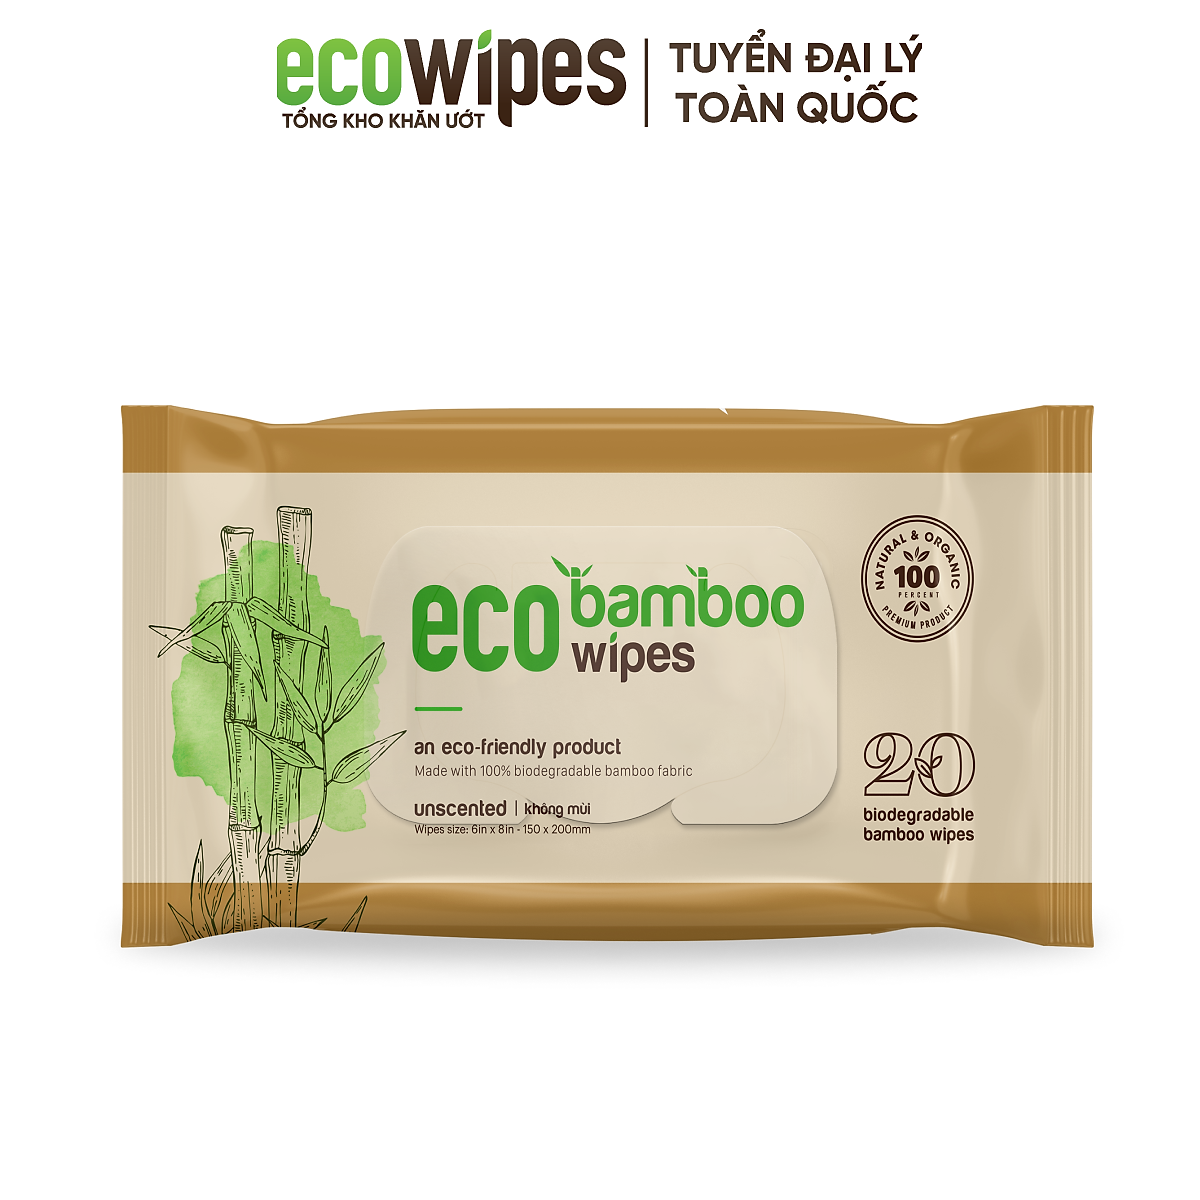 ecowipes
TỔNG KHO KHĂN ƯỚT
TUYỂN ĐẠI LÝ
TOÀN QUỐC
eco bamboo
wipes
an eco-friendly product
Made with 100% biodegradable bamboo fabric
unscented | không mùi
Wipes size: 6in x 8in - 150 x 200mm
NATURAL & ORGANIC
100
PERCENT
PREMIUM PRODUCT
20
biodegradable
bamboo wipes